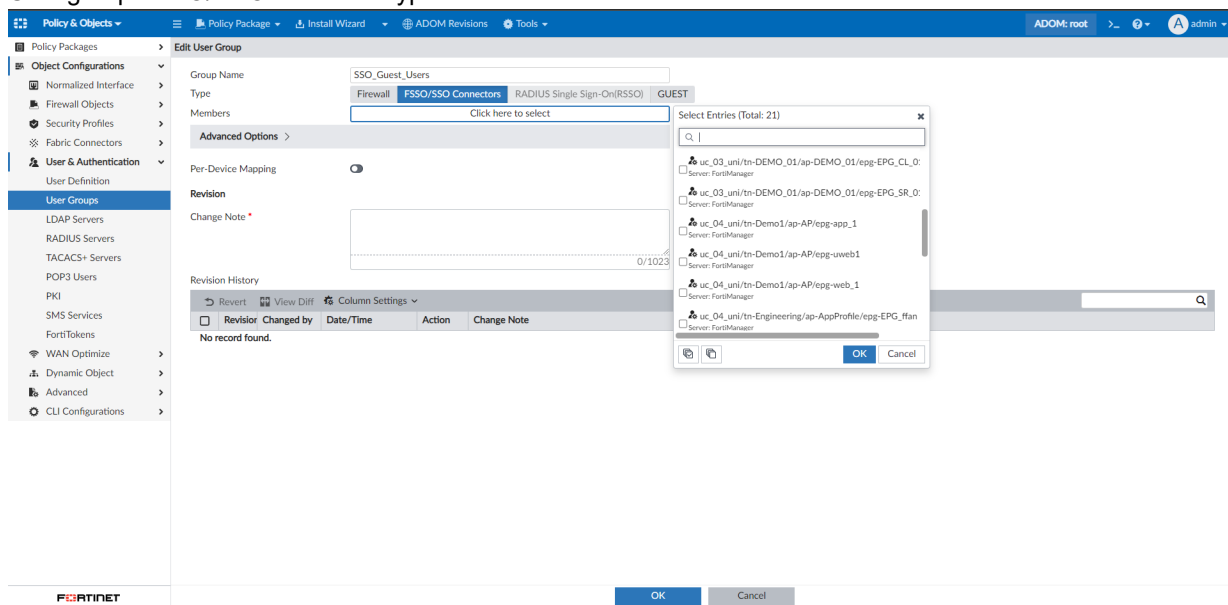 Policy & Objects
Policy Package
Install Wizard
ADOM Revisions
Tools
ADOM: root
A
admin
Policy Packages
Edit User Group
Object Configurations
Normalized Interface
Firewall Objects
Security Profiles
Fabric Connectors
User & Authentication
User Definition
User Groups
LDAP Servers
RADIUS Servers
TACACS+ Servers
POP3 Users
PKI
SMS Services
FortiTokens
WAN Optimize
Dynamic Object
Advanced
CLI Configurations
FORTINET
Group Name
SSO_Guest_Users
Type
Firewall FSSO/SSO Connectors RADIUS Single Sign-On(RSSO) GUEST
Members
Click here to select
Advanced Options >
Per-Device Mapping
Revision
Change Note *
0/1023
Revision History
Revert View Diff Column Settings
Revision Changed by Date/Time Action Change Note
No record found.
Select Entries (Total: 21)
uc_03_uni/tn-DEMO_01/ap-DEMO_01/epg-EPG_CL_0
Server: FortiManager
uc_03_uni/tn-DEMO_01/ap-DEMO_01/epg-EPG_SR_0
Server: FortiManager
uc_04_uni/tn-Demo1/ap-AP/epg-app_1
Server: FortiManager
uc_04_uni/tn-Demo1/ap-AP/epg-uweb1
Server: FortiManager
uc_04_uni/tn-Demo1/ap-AP/epg-web_1
Server: FortiManager
uc_04_uni/tn-Engineering/ap-AppProfile/epg-EPG_ffan
Server: FortiManager
OK Cancel
OK Cancel